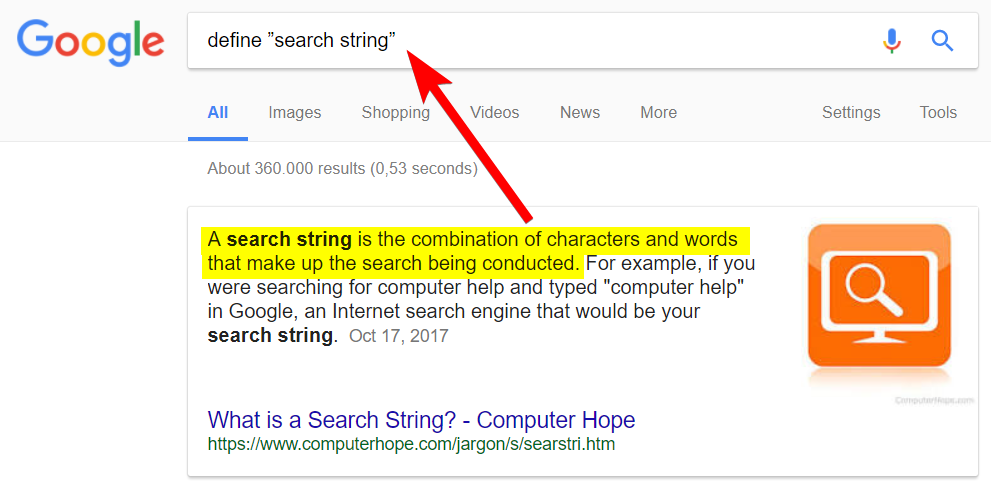 Google
define ”search string”
All Images Shopping Videos News More Settings Tools
About 360.000 results (0,53 seconds)
A search string is the combination of characters and words
that make up the search being conducted. For example, if you
were searching for computer help and typed "computer help"
in Google, an Internet search engine that would be your
search string. Oct 17, 2017
ComputerHope.com
What is a Search String? - Computer Hope
https://www.computerhope.com/jargon/s/searstri.htm